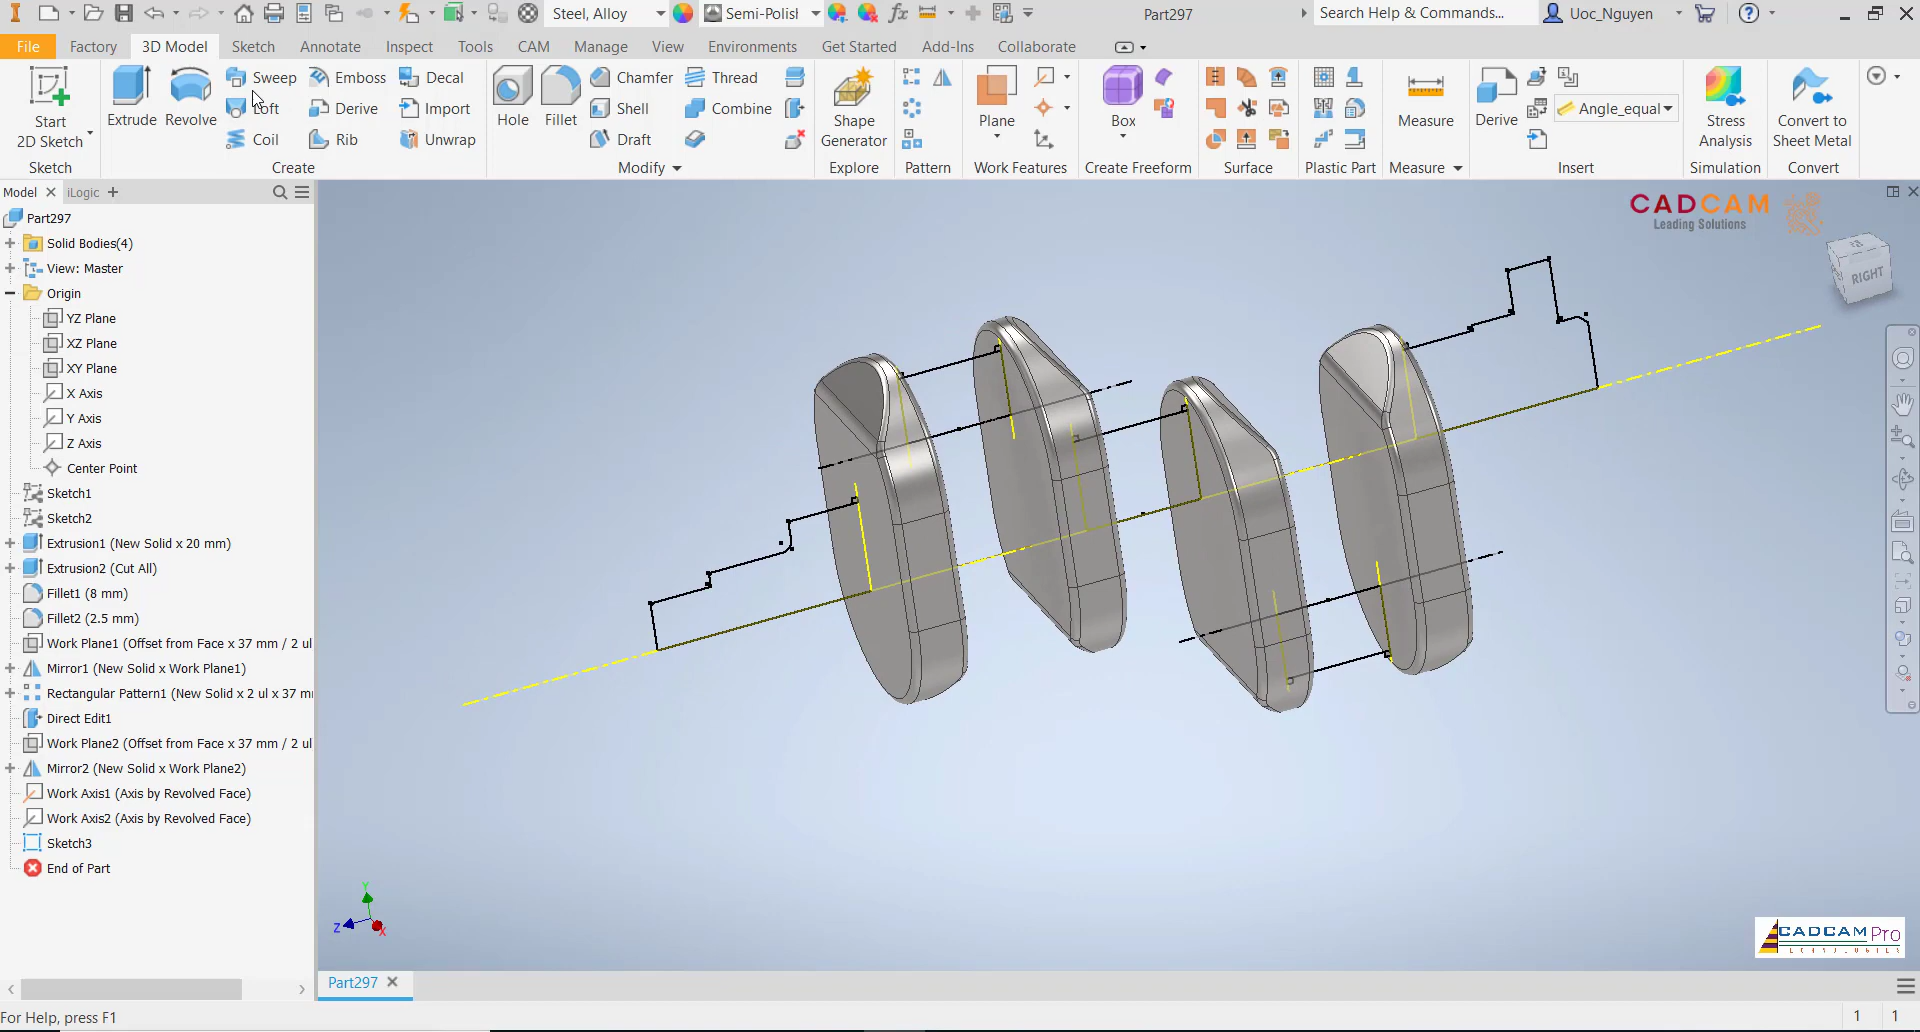 Steel, Alloy
Semi-Polisl
Part297
Search Help & Commands...
Uoc_Nguyen
File
Factory
3D Model
Sketch
Annotate
Inspect
Tools
CAM
Manage
View
Environments
Get Started
Add-Ins
Collaborate
Start
2D Sketch
Extrude
Revolve
Sweep
Loft
Coil
Emboss
Derive
Rib
Decal
Import
Unwrap
Hole
Fillet
Chamfer
Shell
Draft
Thread
Combine
Shape
Generator
Plane
Box
Measure
Derive
Angle_equal
Stress
Analysis
Convert to
Sheet Metal
Sketch
Create
Modify
Explore
Pattern
Work Features
Create Freeform
Surface
Plastic Part
Measure
Insert
Simulation
Convert
Model
iLogic
Part297
Solid Bodies(4)
View: Master
Origin
YZ Plane
XZ Plane
XY Plane
X Axis
Y Axis
Z Axis
Center Point
Sketch1
Sketch2
Extrusion1 (New Solid x 20 mm)
Extrusion2 (Cut All)
Fillet1 (8 mm)
Fillet2 (2.5 mm)
Work Plane1 (Offset from Face x 37 mm / 2 ul
Mirror1 (New Solid x Work Plane1)
Rectangular Pattern1 (New Solid x 2 ul x 37 m
Direct Edit1
Work Plane2 (Offset from Face x 37 mm / 2 ul
Mirror2 (New Solid x Work Plane2)
Work Axis1 (Axis by Revolved Face)
Work Axis2 (Axis by Revolved Face)
Sketch3
End of Part
CADCAM
Leading Solutions
RIGHT
Y
Z
X
CADCAM Pro
Part297
For Help, press F1
1
1